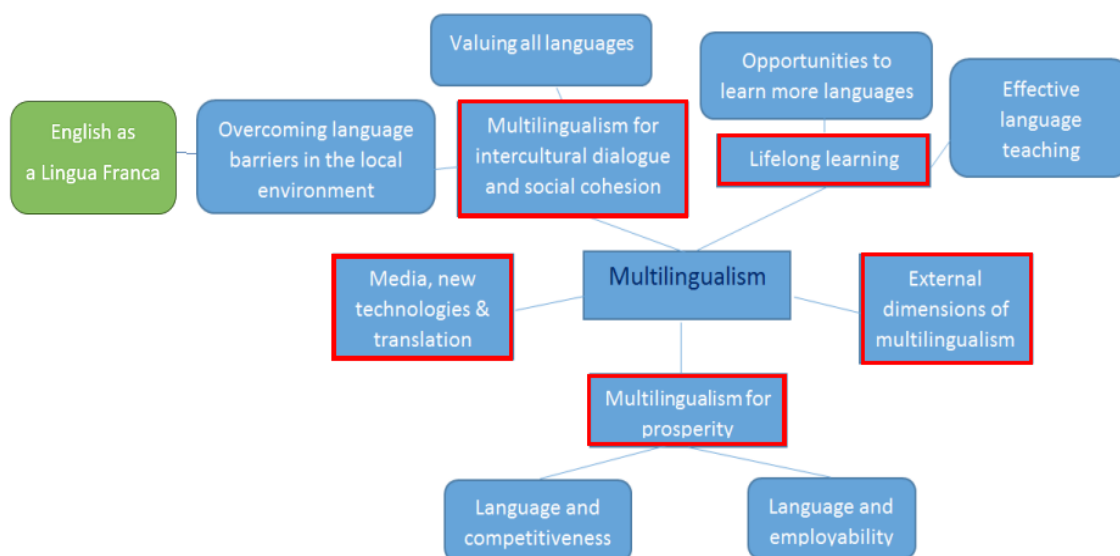 Valuing all languages
Opportunities to
learn more languages
Effective
language
teaching
English as
a Lingua Franca
Overcoming language
barriers in the local
environment
Multilingualism for
intercultural dialogue
and social cohesion
Lifelong learning
Media, new
technologies &
translation
Multilingualism
External
dimensions of
multilingualism
Multilingualism for
prosperity
Language and
competitiveness
Language and
employability